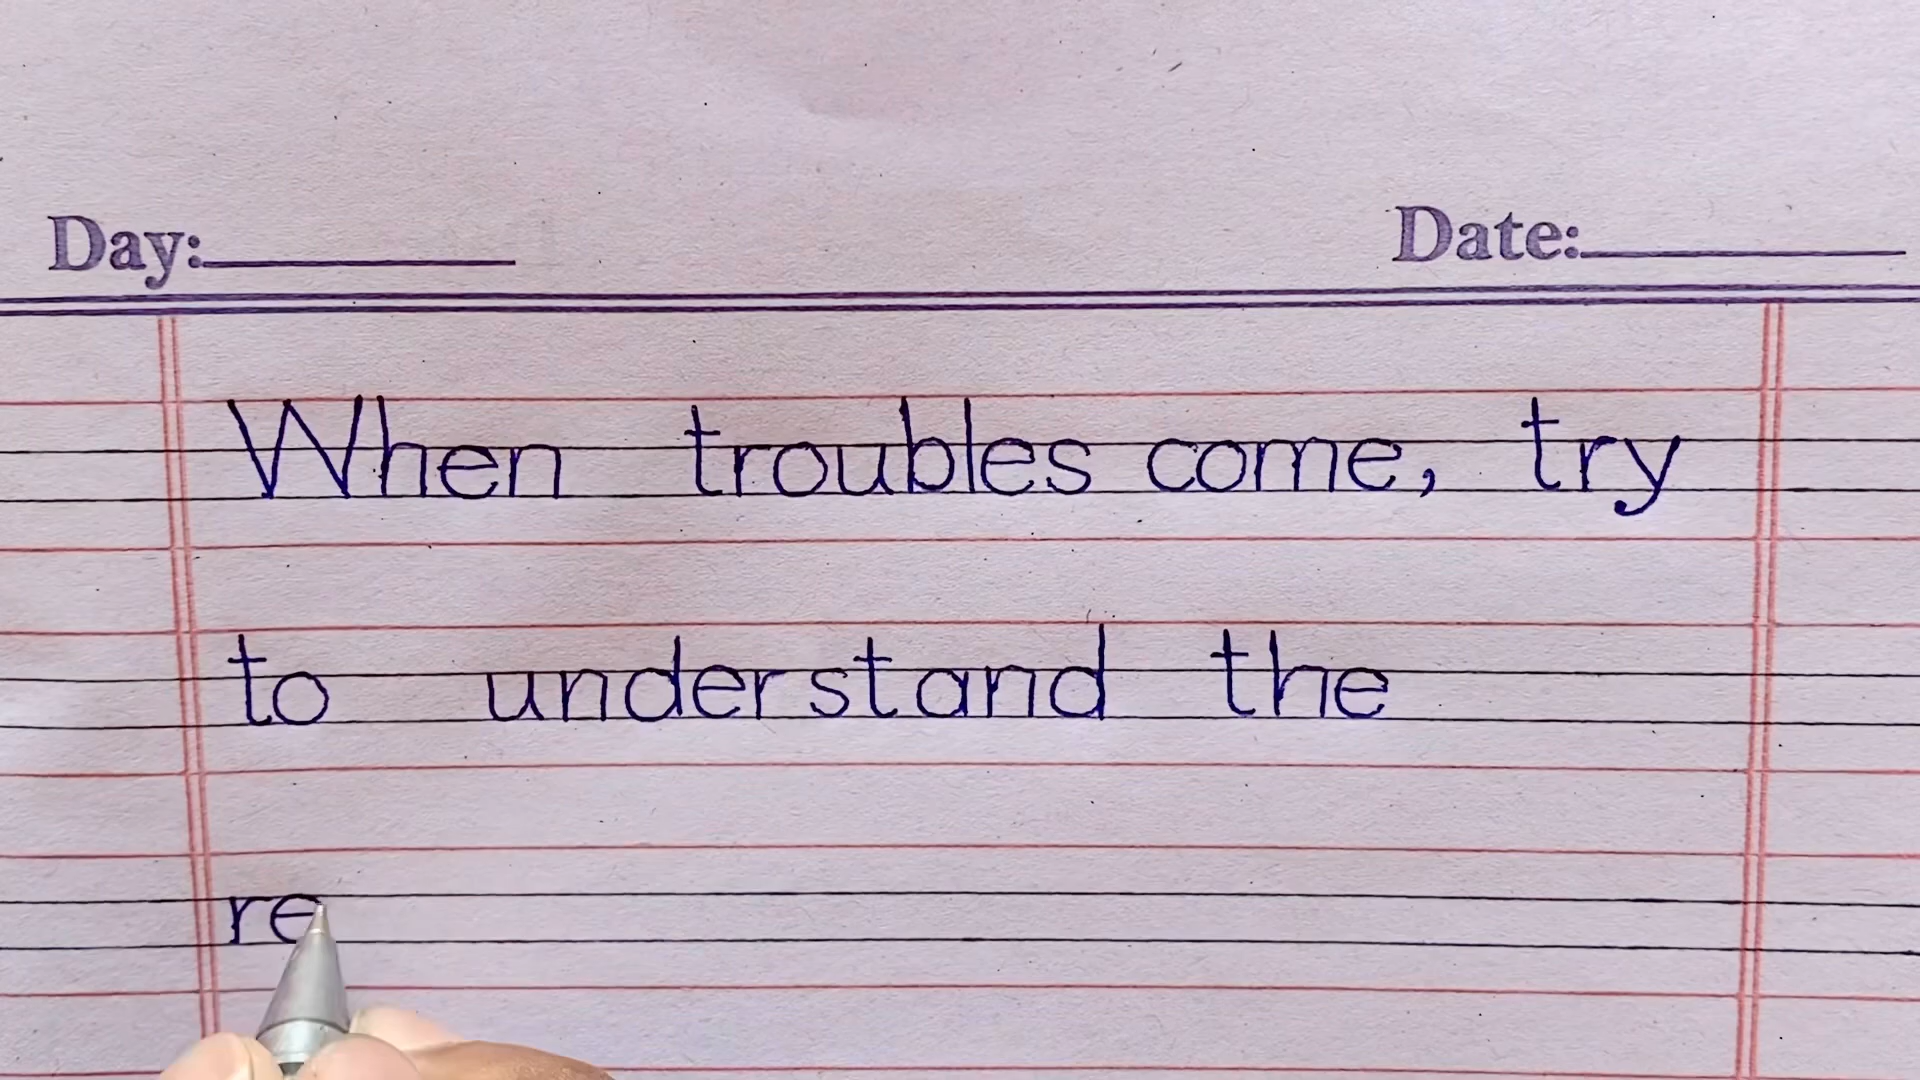 Day: Date:
When troubles come, try
to understand the
re